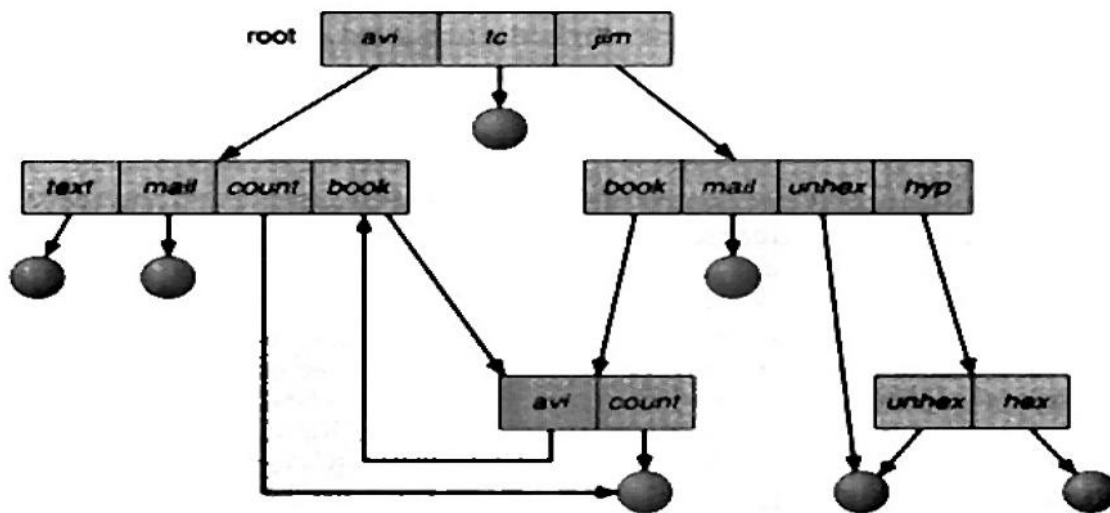 root avi tc jim
text mail count book book mail unhex hyp
avi count unhex hex